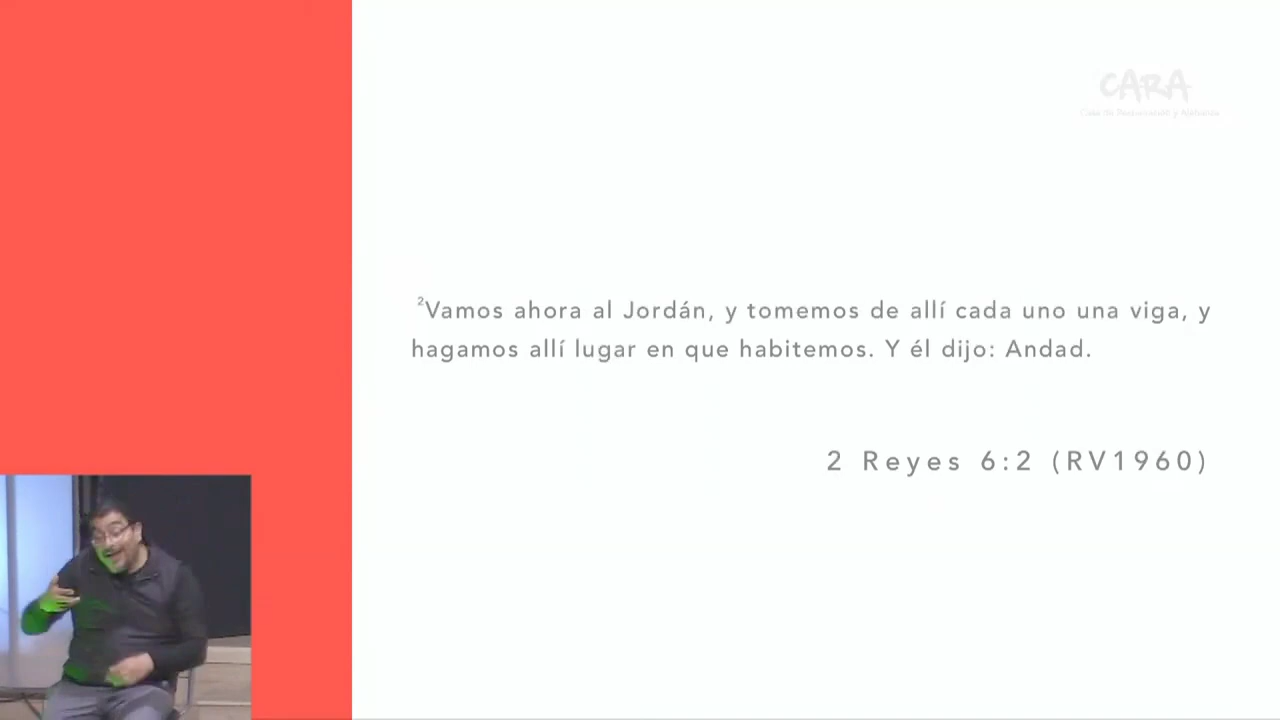 CARA
²Vamos ahora al Jordán, y tomemos de allí cada uno una viga, y
hagamos allí lugar en que habitemos. Y él dijo: Andad.
2 Reyes 6:2 (RV1960)